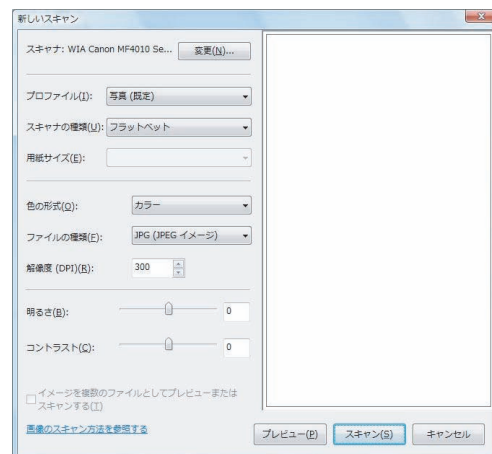 新しいスキャン
スキャナ: WIA Canon MF4010 Se... 変更(N)...
プロファイル(I): 写真 (既定)
スキャナの種類(U): フラットベット
用紙サイズ(E):
色の形式(O): カラー
ファイルの種類(F): JPG (JPEG イメージ)
解像度 (DPI)(R): 300
明るさ(B): 0
コントラスト(C): 0
イメージを複数のファイルとしてプレビューまたは
スキャンする(T)
画像のスキャン方法を参照する
プレビュー(P) スキャン(S) キャンセル